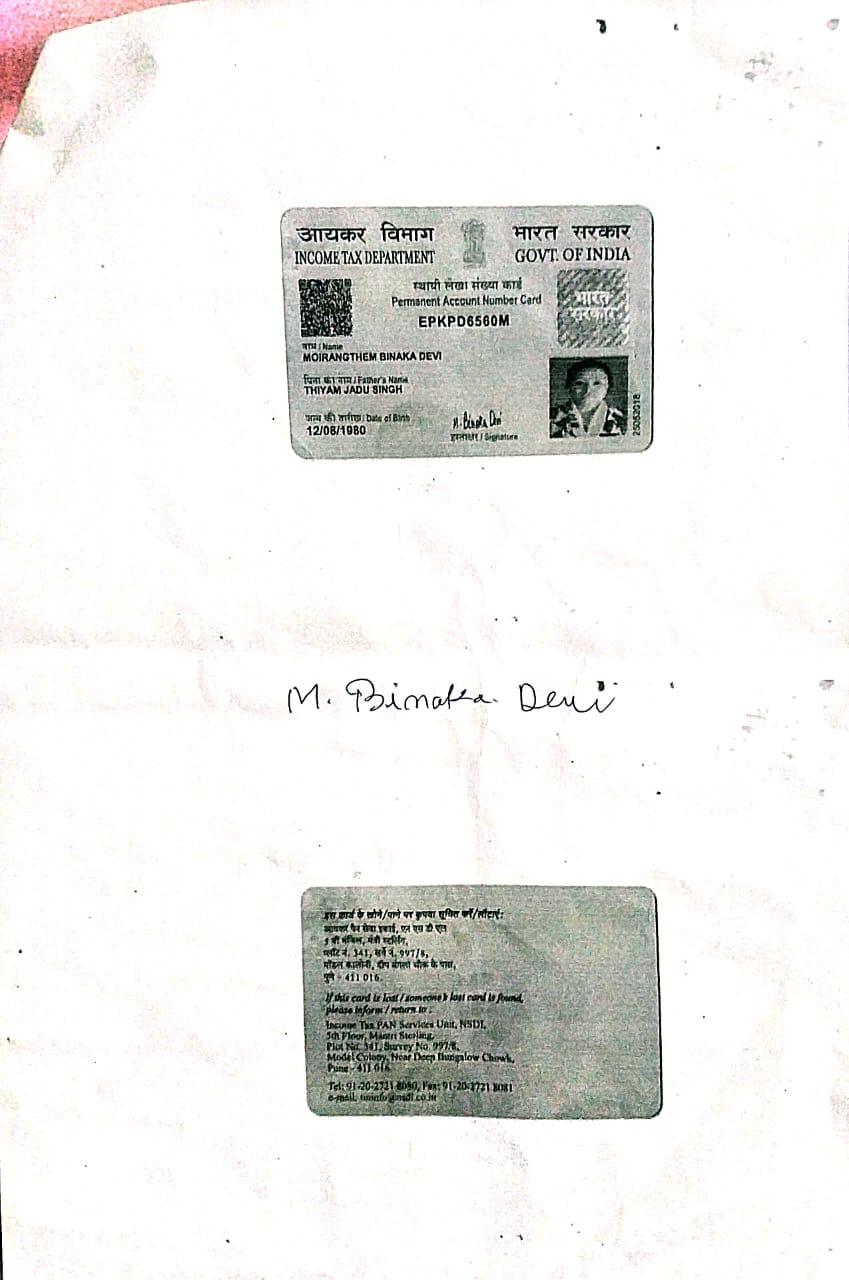 आयकर विभाग
INCOME TAX DEPARTMENT
भारत सरकार
GOVT. OF INDIA
स्थायी लेखा संख्या कार्ड
Permanent Account Number Card
EPKPD6560M
नाम / Name
MOIRANGTHEM BINAKA DEVI
पिता का नाम / Father's Name
THIYAM JADU SINGH
जन्म की तारीख / Date of Birth
12/08/1980
M. Binaka Devi
हस्ताक्षर / Signature
भारत
सरकार
25052018
M. Binaka Devi
इस कार्ड के खोने/पाने पर कृपया सूचित करें/लौटाएं:
आयकर पैन सेवा इकाई, एन एस डी एल
5 वी मंजिल, मंत्री स्टर्लिंग,
प्लॉट नं. 341, सर्वे नं. 997/8,
मॉडल कालोनी, दीप बंगला चौक के पास,
पुणे - 411 016.
If this card is lost / someone's lost card is found,
please inform / return to :
Income Tax PAN Services Unit, NSDL
5th Floor, Mantri Sterling,
Plot No. 341, Survey No. 997/8,
Model Colony, Near Deep Bungalow Chowk,
Pune - 411 016.
Tel: 91-20-2721 8080, Fax: 91-20-2721 8081
e-mail: tininfo@nsdl.co.in